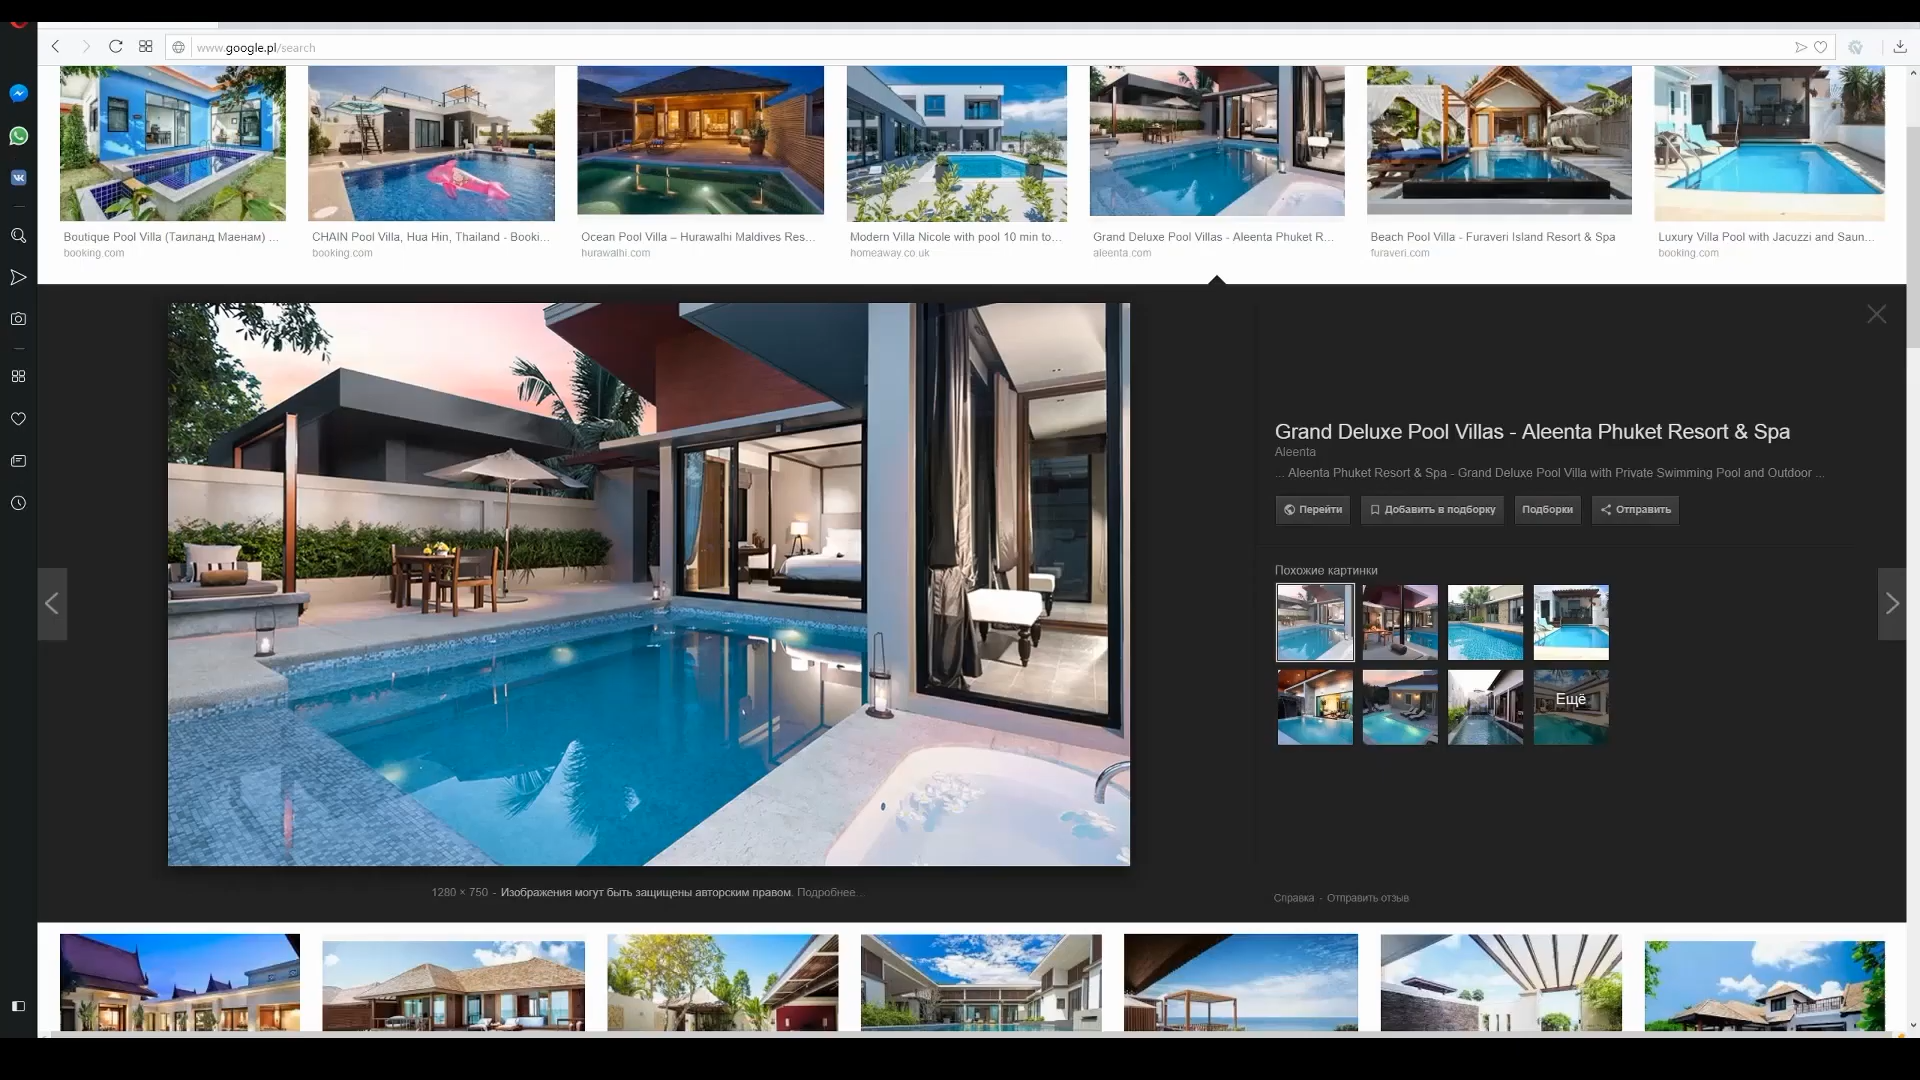 www.google.pl/search
Boutique Pool Villa (Таиланд Маенам) ...
booking.com
CHAIN Pool Villa, Hua Hin, Thailand - Booki...
booking.com
Ocean Pool Villa – Hurawalhi Maldives Res...
hurawalhi.com
Modern Villa Nicole with pool 10 min to...
homeaway.co.uk
Grand Deluxe Pool Villas - Aleenta Phuket R...
aleenta.com
Beach Pool Villa - Furaveri Island Resort & Spa
furaveri.com
Luxury Villa Pool with Jacuzzi and Saun...
booking.com
Grand Deluxe Pool Villas - Aleenta Phuket Resort & Spa
Aleenta
... Aleenta Phuket Resort & Spa - Grand Deluxe Pool Villa with Private Swimming Pool and Outdoor ...
Перейти
Добавить в подборку
Подборки
Отправить
Похожие картинки
Ещё
1280 × 750 - Изображения могут быть защищены авторским правом. Подробнее...
Справка - Отправить отзыв